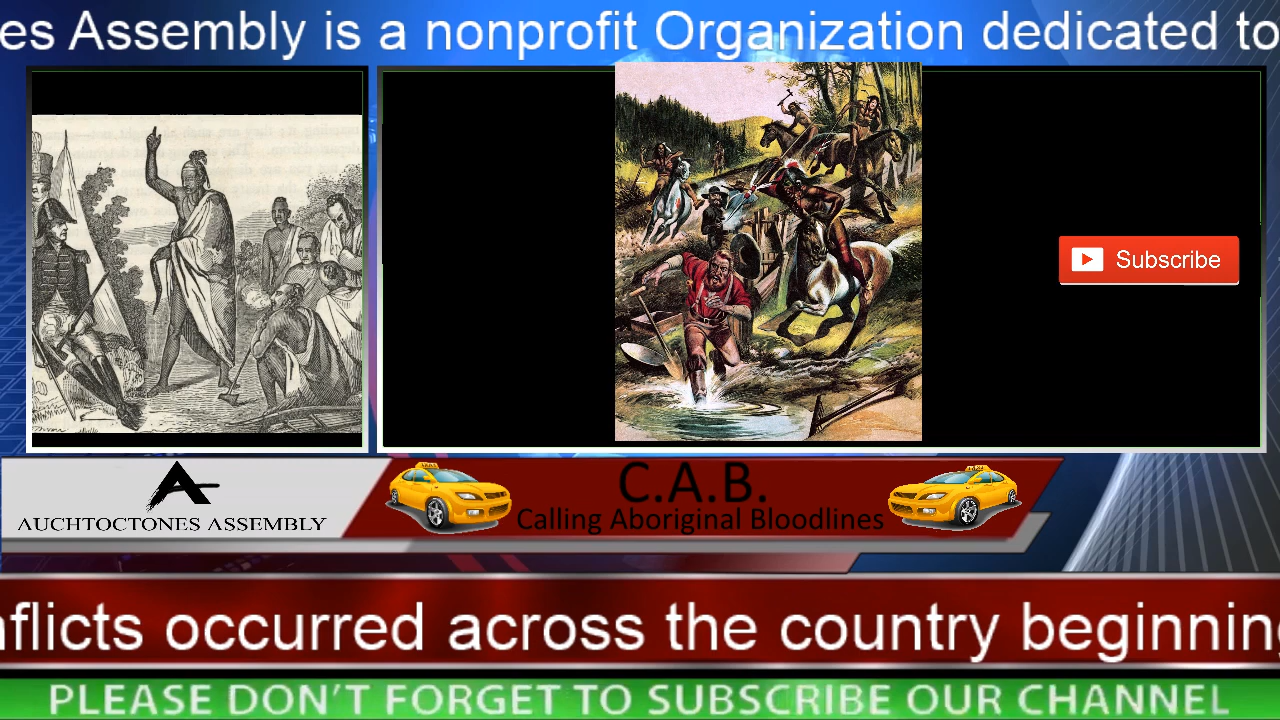 es Assembly is a nonprofit Organization dedicated to
Subscribe
AUCHTOCTONES ASSEMBLY
C.A.B.
Calling Aboriginal Bloodlines
nflicts occurred across the country beginning
PLEASE DON'T FORGET TO SUBSCRIBE OUR CHANNEL